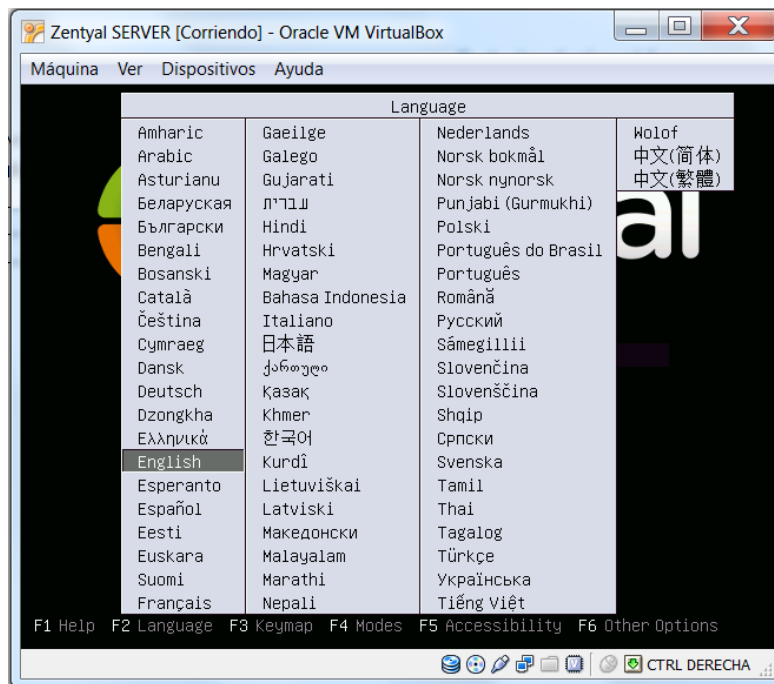 Zentyal SERVER [Corriendo] - Oracle VM VirtualBox
Máquina Ver Dispositivos Ayuda
Language
Amharic
Arabic
Asturianu
Беларуская
Български
Bengali
Bosanski
Català
Čeština
Cymraeg
Dansk
Deutsch
Dzongkha
Ελληνικά
English
Esperanto
Español
Eesti
Euskara
Suomi
Français
Gaeilge
Galego
Gujarati
עברית
Hindi
Hrvatski
Magyar
Bahasa Indonesia
Italiano
日本語
ქართული
Қазақ
Khmer
한국어
Kurdî
Lietuviškai
Latviski
Македонски
Malayalam
Marathi
Nepali
Nederlands
Norsk bokmål
Norsk nynorsk
Punjabi (Gurmukhi)
Polski
Português do Brasil
Português
Română
Русский
Sámegillii
Slovenčina
Slovenščina
Shqip
Српски
Svenska
Tamil
Thai
Tagalog
Türkçe
Українська
Tiếng Việt
Wolof
中文(简体)
中文(繁體)
al
F1 Help F2 Language F3 Keymap F4 Modes F5 Accessibility F6 Other Options
CTRL DERECHA